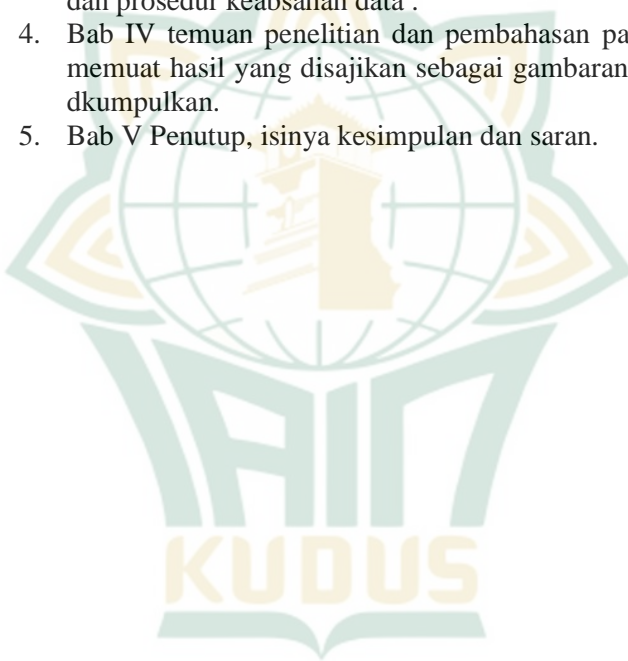 dan prosedur keabsahan data .
4. Bab IV temuan penelitian dan pembahasan pa
memuat hasil yang disajikan sebagai gambaran
dkumpulkan.
5. Bab V Penutup, isinya kesimpulan dan saran.
IAIN
KUDUS